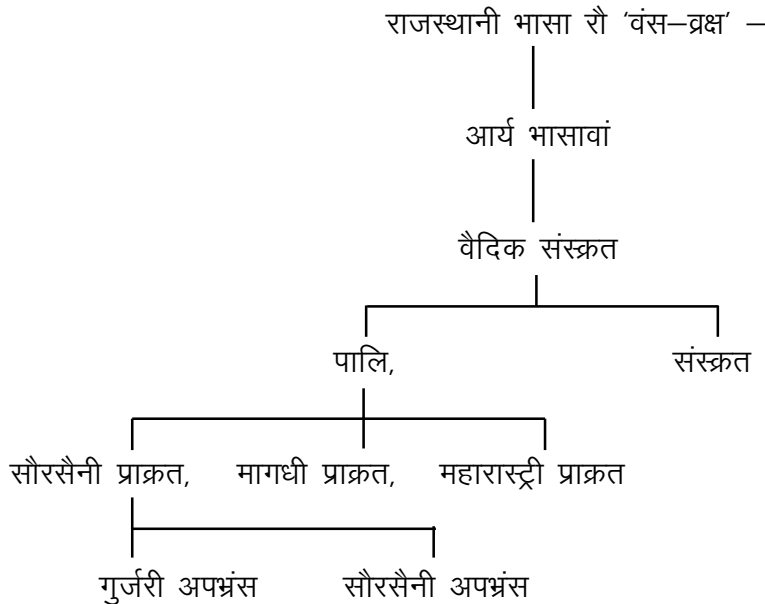 राजस्थानी भासा रौ 'वंस–व्रक्ष' –
आर्य भासावां
वैदिक संस्क्रत
पालि, संस्क्रत
सौरसैनी प्राक्रत, मागधी प्राक्रत, महारास्ट्री प्राक्रत
गुर्जरी अपभ्रंस सौरसैनी अपभ्रंस